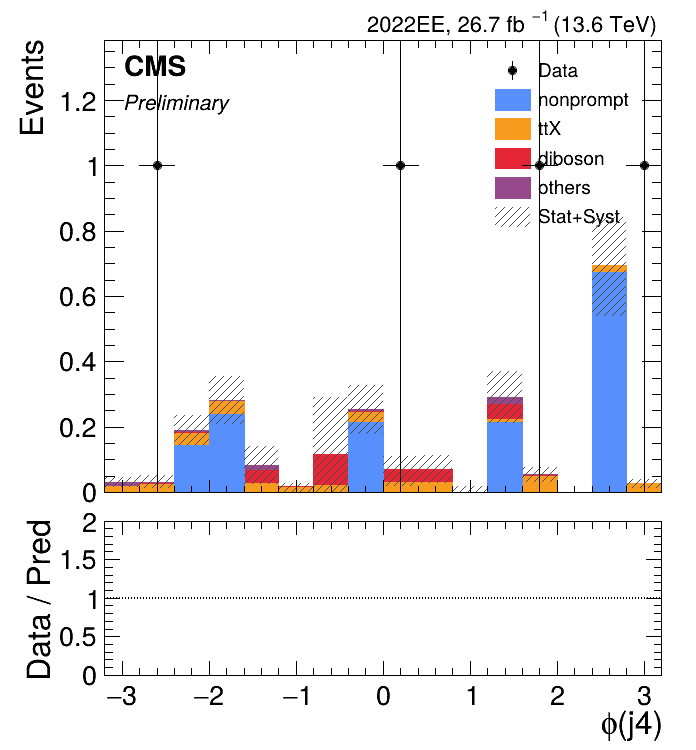 2022EE, 26.7 fb⁻¹ (13.6 TeV)
CMS
Preliminary
Data
nonprompt
ttX
diboson
others
Stat+Syst
Events
1.2
1
0.8
0.6
0.4
0.2
0
Data / Pred
2
1.5
1
0.5
0
−3 −2 −1 0 1 2 3
ϕ(j4)